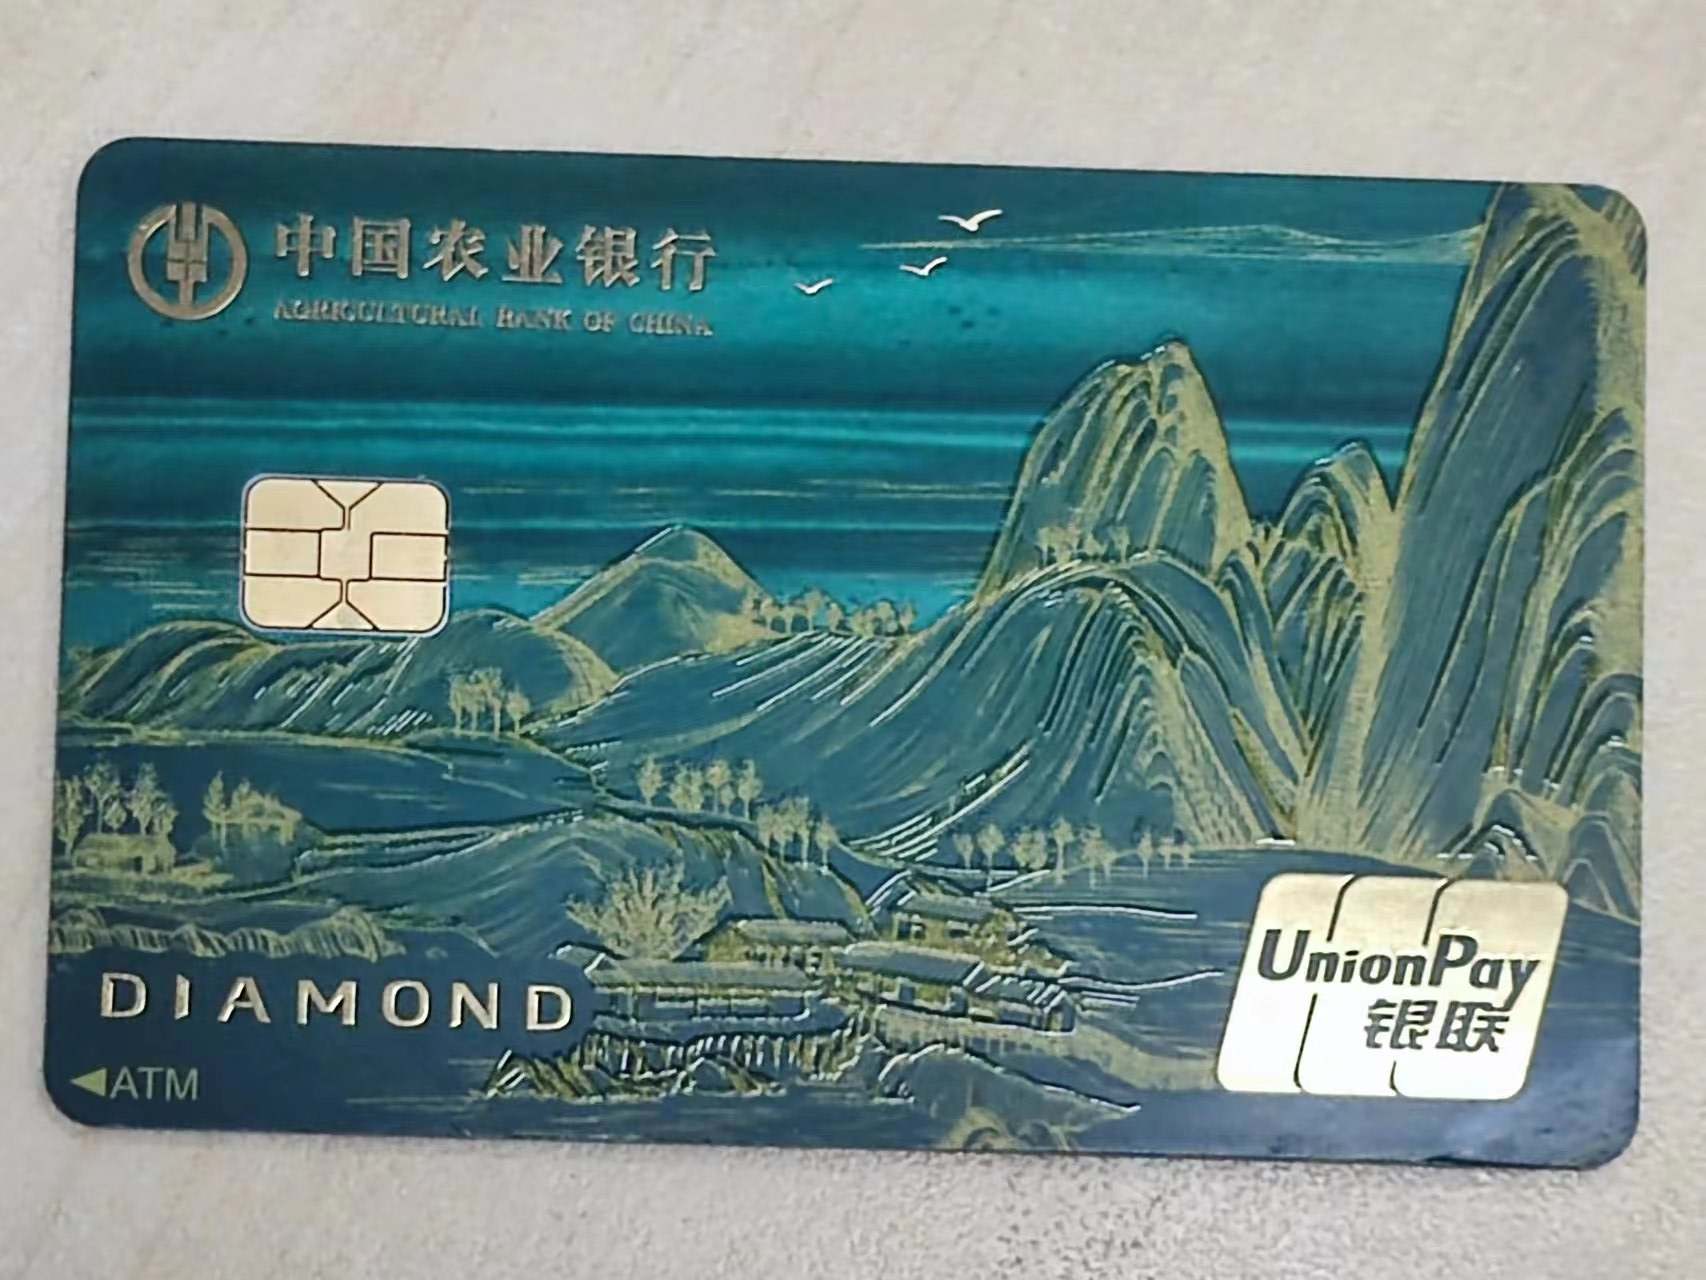 中国农业银行
AGRICULTURAL BANK OF CHINA
DIAMOND
ATM
UnionPay
银联